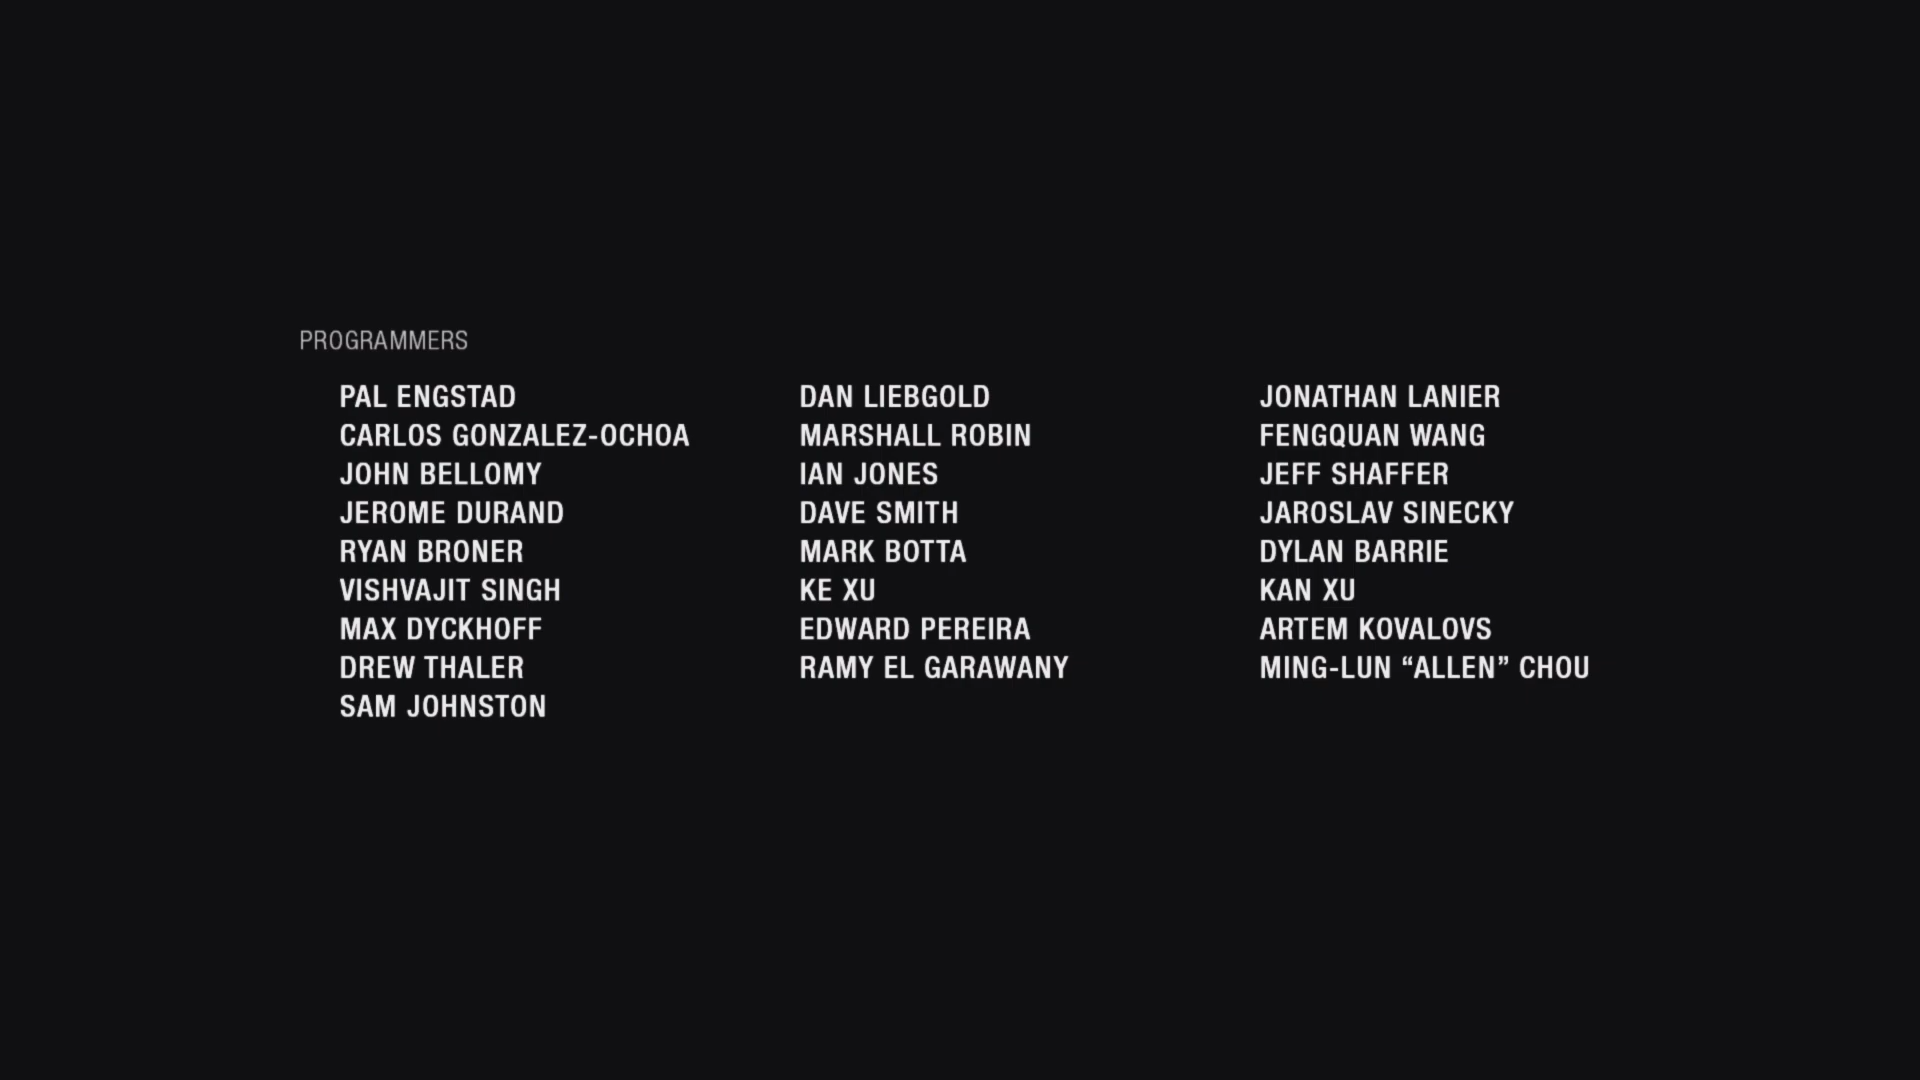 PROGRAMMERS
PAL ENGSTAD
CARLOS GONZALEZ-OCHOA
JOHN BELLOMY
JEROME DURAND
RYAN BRONER
VISHVAJIT SINGH
MAX DYCKHOFF
DREW THALER
SAM JOHNSTON
DAN LIEBGOLD
MARSHALL ROBIN
IAN JONES
DAVE SMITH
MARK BOTTA
KE XU
EDWARD PEREIRA
RAMY EL GARAWANY
JONATHAN LANIER
FENGQUAN WANG
JEFF SHAFFER
JAROSLAV SINECKY
DYLAN BARRIE
KAN XU
ARTEM KOVALOVS
MING-LUN “ALLEN” CHOU